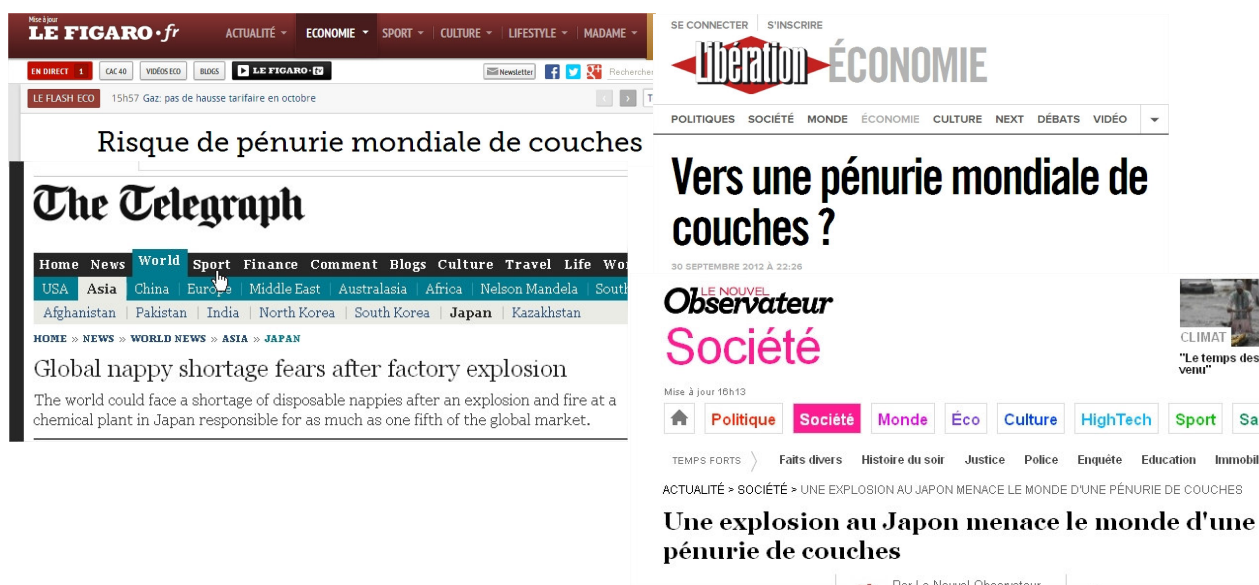 Mise à jour
LE FIGARO·fr
ACTUALITÉ ECONOMIE SPORT CULTURE LIFESTYLE MADAME
EN DIRECT 1 CAC 40 VIDÉOS ECO BLOGS LE FIGARO·TV Newsletter Rechercher
LE FLASH ECO 15h57 Gaz: pas de hausse tarifaire en octobre
Risque de pénurie mondiale de couches
The Telegraph
Home News World Sport Finance Comment Blogs Culture Travel Life
USA Asia China Europe Middle East Australasia Africa Nelson Mandela South
Afghanistan Pakistan India North Korea South Korea Japan Kazakhstan
HOME » NEWS » WORLD NEWS » ASIA » JAPAN
Global nappy shortage fears after factory explosion
The world could face a shortage of disposable nappies after an explosion and fire at a
chemical plant in Japan responsible for as much as one fifth of the global market.
SE CONNECTER S'INSCRIRE
Libération ÉCONOMIE
POLITIQUES SOCIÉTÉ MONDE ÉCONOMIE CULTURE NEXT DÉBATS VIDÉO
Vers une pénurie mondiale de
couches ?
30 SEPTEMBRE 2012 À 22:26
LE NOUVEL
Observateur
Société
CLIMAT
"Le temps des
venu"
Mise à jour 16h13
Politique Société Monde Éco Culture HighTech Sport Sa
TEMPS FORTS Faits divers Histoire du soir Justice Police Enquête Education Immobil
ACTUALITÉ > SOCIÉTÉ > UNE EXPLOSION AU JAPON MENACE LE MONDE D'UNE PÉNURIE DE COUCHES
Une explosion au Japon menace le monde d'une
pénurie de couches
Par Le Nouvel Observateur